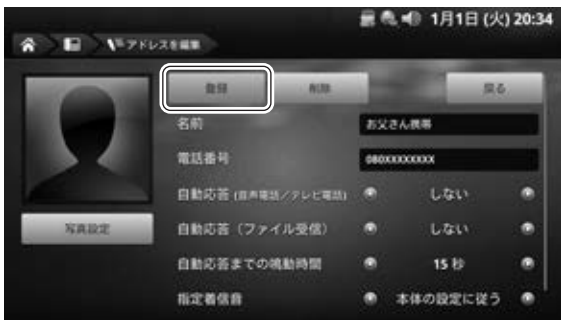 1月1日 (火) 20:34
アドレスを編集
登録
削除
戻る
名前
お父さん携帯
電話番号
080XXXXXXXX
自動応答 (音声電話／テレビ電話)
しない
写真設定
自動応答（ファイル受信）
しない
自動応答までの鳴動時間
15 秒
指定着信音
本体の設定に従う